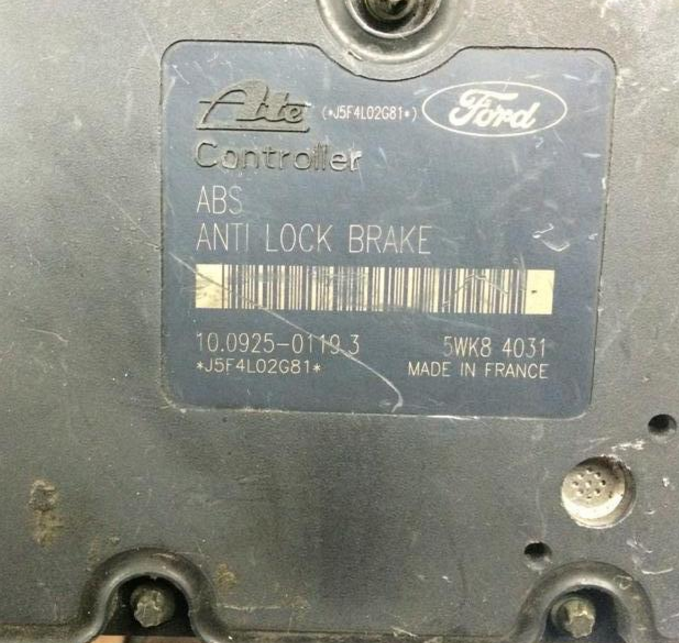 Ate (*J5F4L02G81*) Ford
Controller
ABS
ANTI LOCK BRAKE
10.0925-0119.3 5WK8 4031
*J5F4L02G81* MADE IN FRANCE